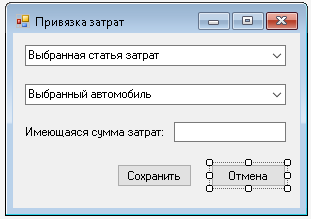 Привязка затрат
Выбранная статья затрат
Выбранный автомобиль
Имеющаяся сумма затрат:
Сохранить
Отмена